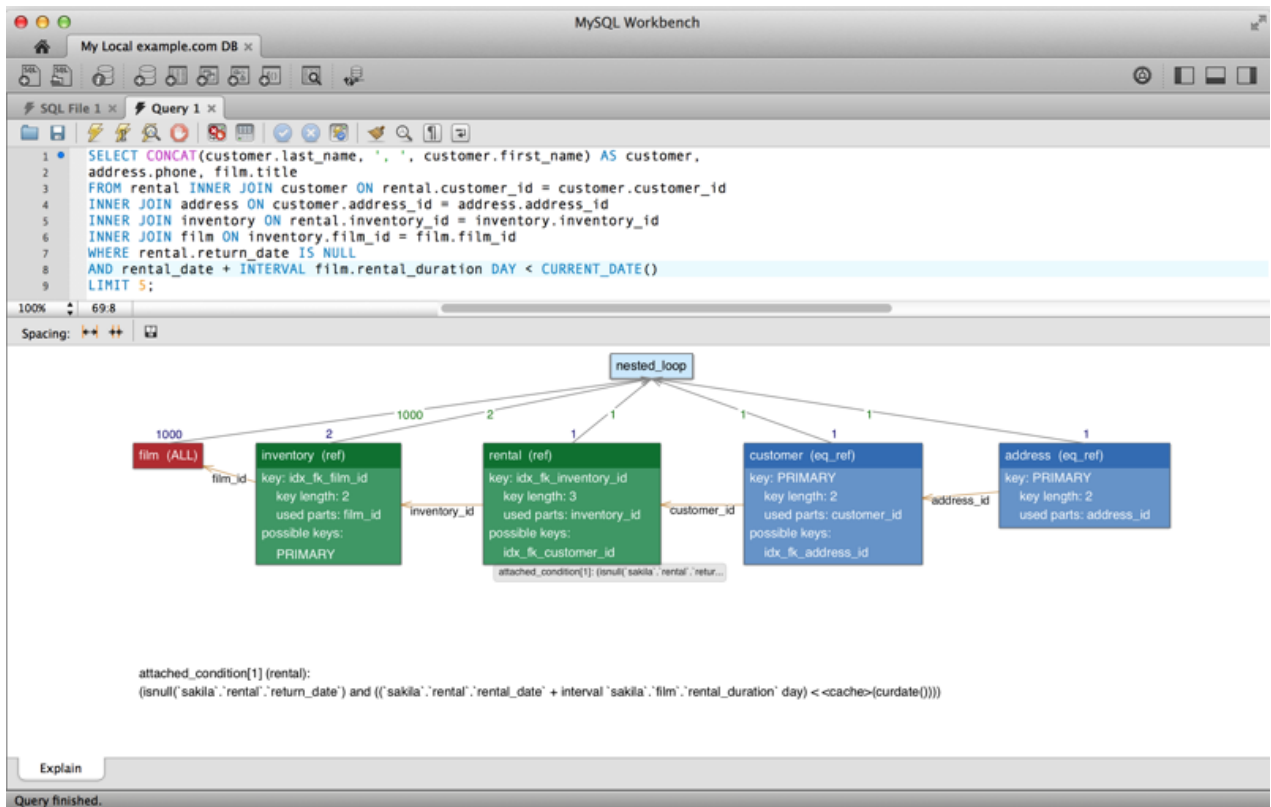 MySQL Workbench
My Local example.com DB ×
SQL File 1 × Query 1 ×
1 SELECT CONCAT(customer.last_name, ', ', customer.first_name) AS customer,
2 address.phone, film.title
3 FROM rental INNER JOIN customer ON rental.customer_id = customer.customer_id
4 INNER JOIN address ON customer.address_id = address.address_id
5 INNER JOIN inventory ON rental.inventory_id = inventory.inventory_id
6 INNER JOIN film ON inventory.film_id = film.film_id
7 WHERE rental.return_date IS NULL
8 AND rental_date + INTERVAL film.rental_duration DAY < CURRENT_DATE()
9 LIMIT 5;
100% 69:8
Spacing:
nested_loop
1000 2 1 1 1
1000 2 1 1 1
film (ALL)
film_id
inventory (ref)
key: idx_fk_film_id
key length: 2
used parts: film_id
possible keys:
PRIMARY
inventory_id
rental (ref)
key: idx_fk_inventory_id
key length: 3
used parts: inventory_id
possible keys:
idx_fk_customer_id
attached_condition[1]: (isnull(`sakila`.`rental`.`retur...
customer_id
customer (eq_ref)
key: PRIMARY
key length: 2
used parts: customer_id
possible keys:
idx_fk_address_id
address_id
address (eq_ref)
key: PRIMARY
key length: 2
used parts: address_id
attached_condition[1] (rental):
(isnull(`sakila`.`rental`.`return_date`) and ((`sakila`.`rental`.`rental_date` + interval `sakila`.`film`.`rental_duration` day) < <cache>(curdate())))
Explain
Query finished.